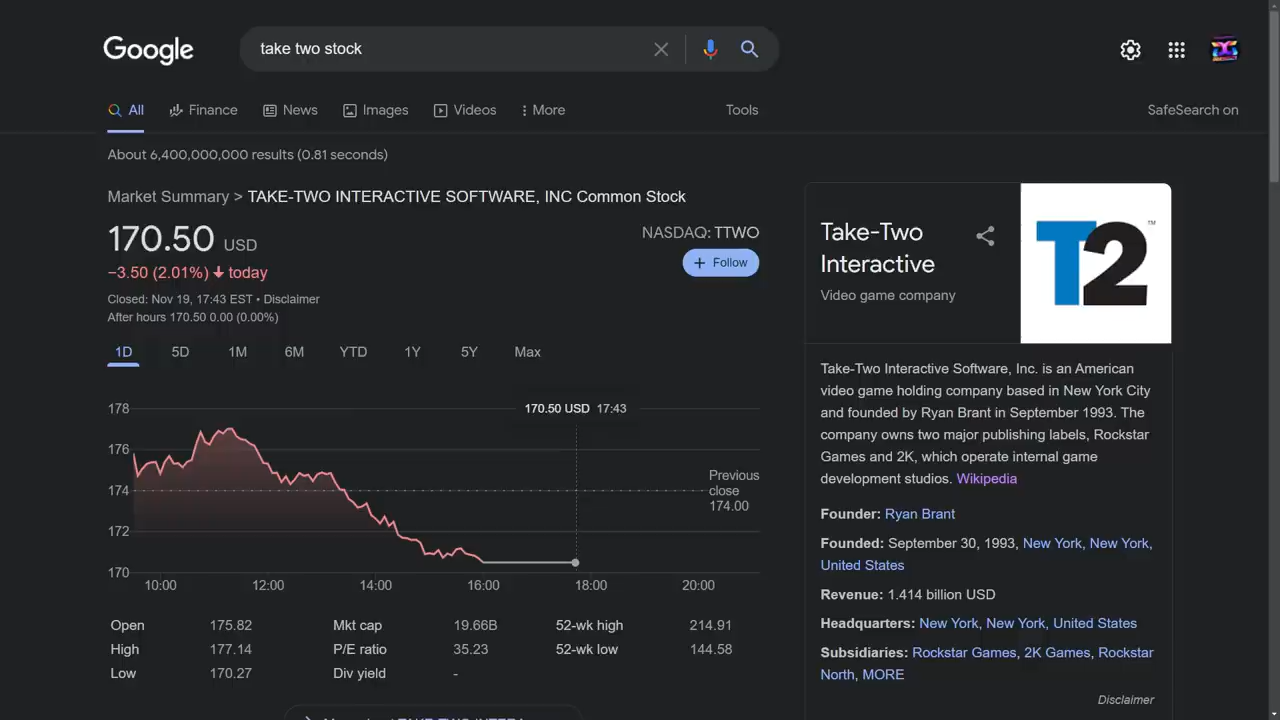 Google
take two stock
All
Finance
News
Images
Videos
More
Tools
SafeSearch on
About 6,400,000,000 results (0.81 seconds)
Market Summary > TAKE-TWO INTERACTIVE SOFTWARE, INC Common Stock
170.50 USD
NASDAQ: TTWO
−3.50 (2.01%) today
+ Follow
Closed: Nov 19, 17:43 EST • Disclaimer
After hours 170.50 0.00 (0.00%)
1D 5D 1M 6M YTD 1Y 5Y Max
170.50 USD 17:43
178
176
174
172
170
Previous
close
174.00
10:00 12:00 14:00 16:00 18:00 20:00
Open 175.82 Mkt cap 19.66B 52-wk high 214.91
High 177.14 P/E ratio 35.23 52-wk low 144.58
Low 170.27 Div yield -
Take-Two
Interactive
Video game company
T2™
Take-Two Interactive Software, Inc. is an American
video game holding company based in New York City
and founded by Ryan Brant in September 1993. The
company owns two major publishing labels, Rockstar
Games and 2K, which operate internal game
development studios. Wikipedia
Founder: Ryan Brant
Founded: September 30, 1993, New York, New York,
United States
Revenue: 1.414 billion USD
Headquarters: New York, New York, United States
Subsidiaries: Rockstar Games, 2K Games, Rockstar
North, MORE
Disclaimer